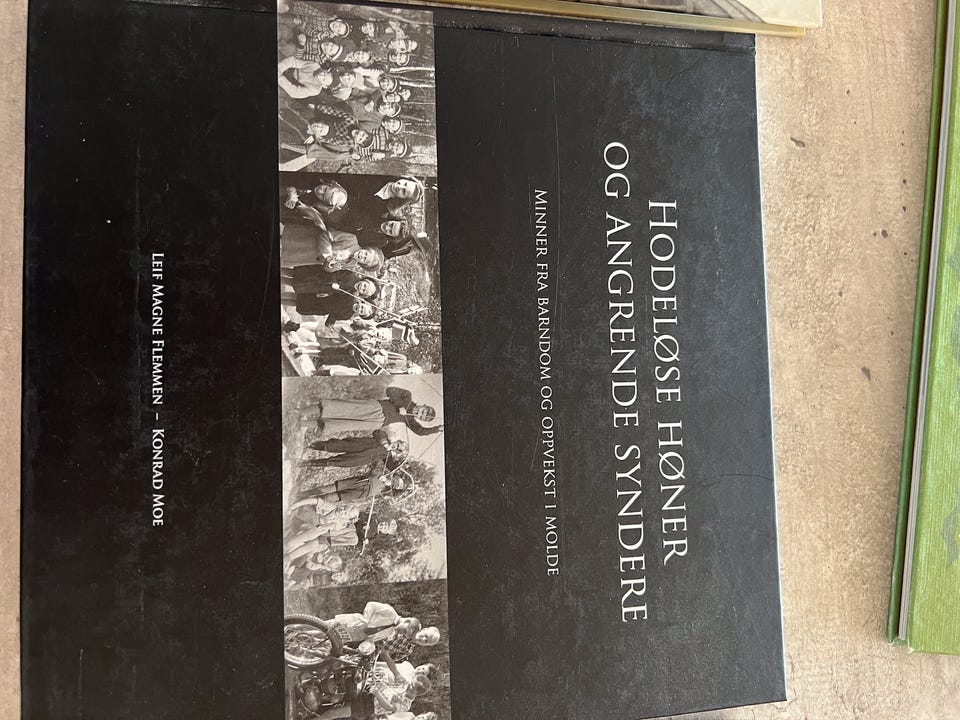 HODELØSE HØNER
OG ANGRENDE SYNDERE
MINNER FRA BARNDOM OG OPPVEKST I MOLDE
LEIF MAGNE FLEMMEN – KONRAD MOE